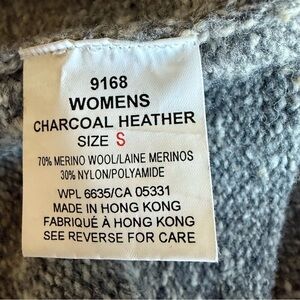 9168
WOMENS
CHARCOAL HEATHER
SIZE S
70% MERINO WOOL/LAINE MERINOS
30% NYLON/POLYAMIDE
WPL 6635/CA 05331
MADE IN HONG KONG
FABRIQUÉ À HONG KONG
SEE REVERSE FOR CARE